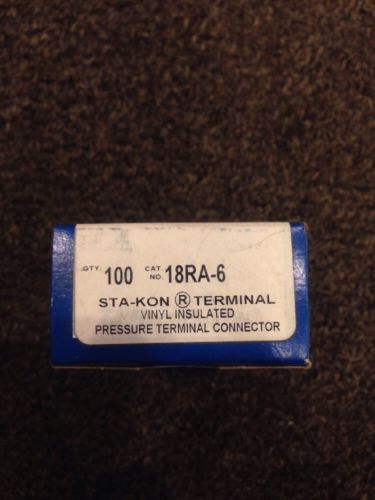 QTY. 100 CAT. NO. 18RA-6
STA-KON ® TERMINAL
VINYL INSULATED
PRESSURE TERMINAL CONNECTOR